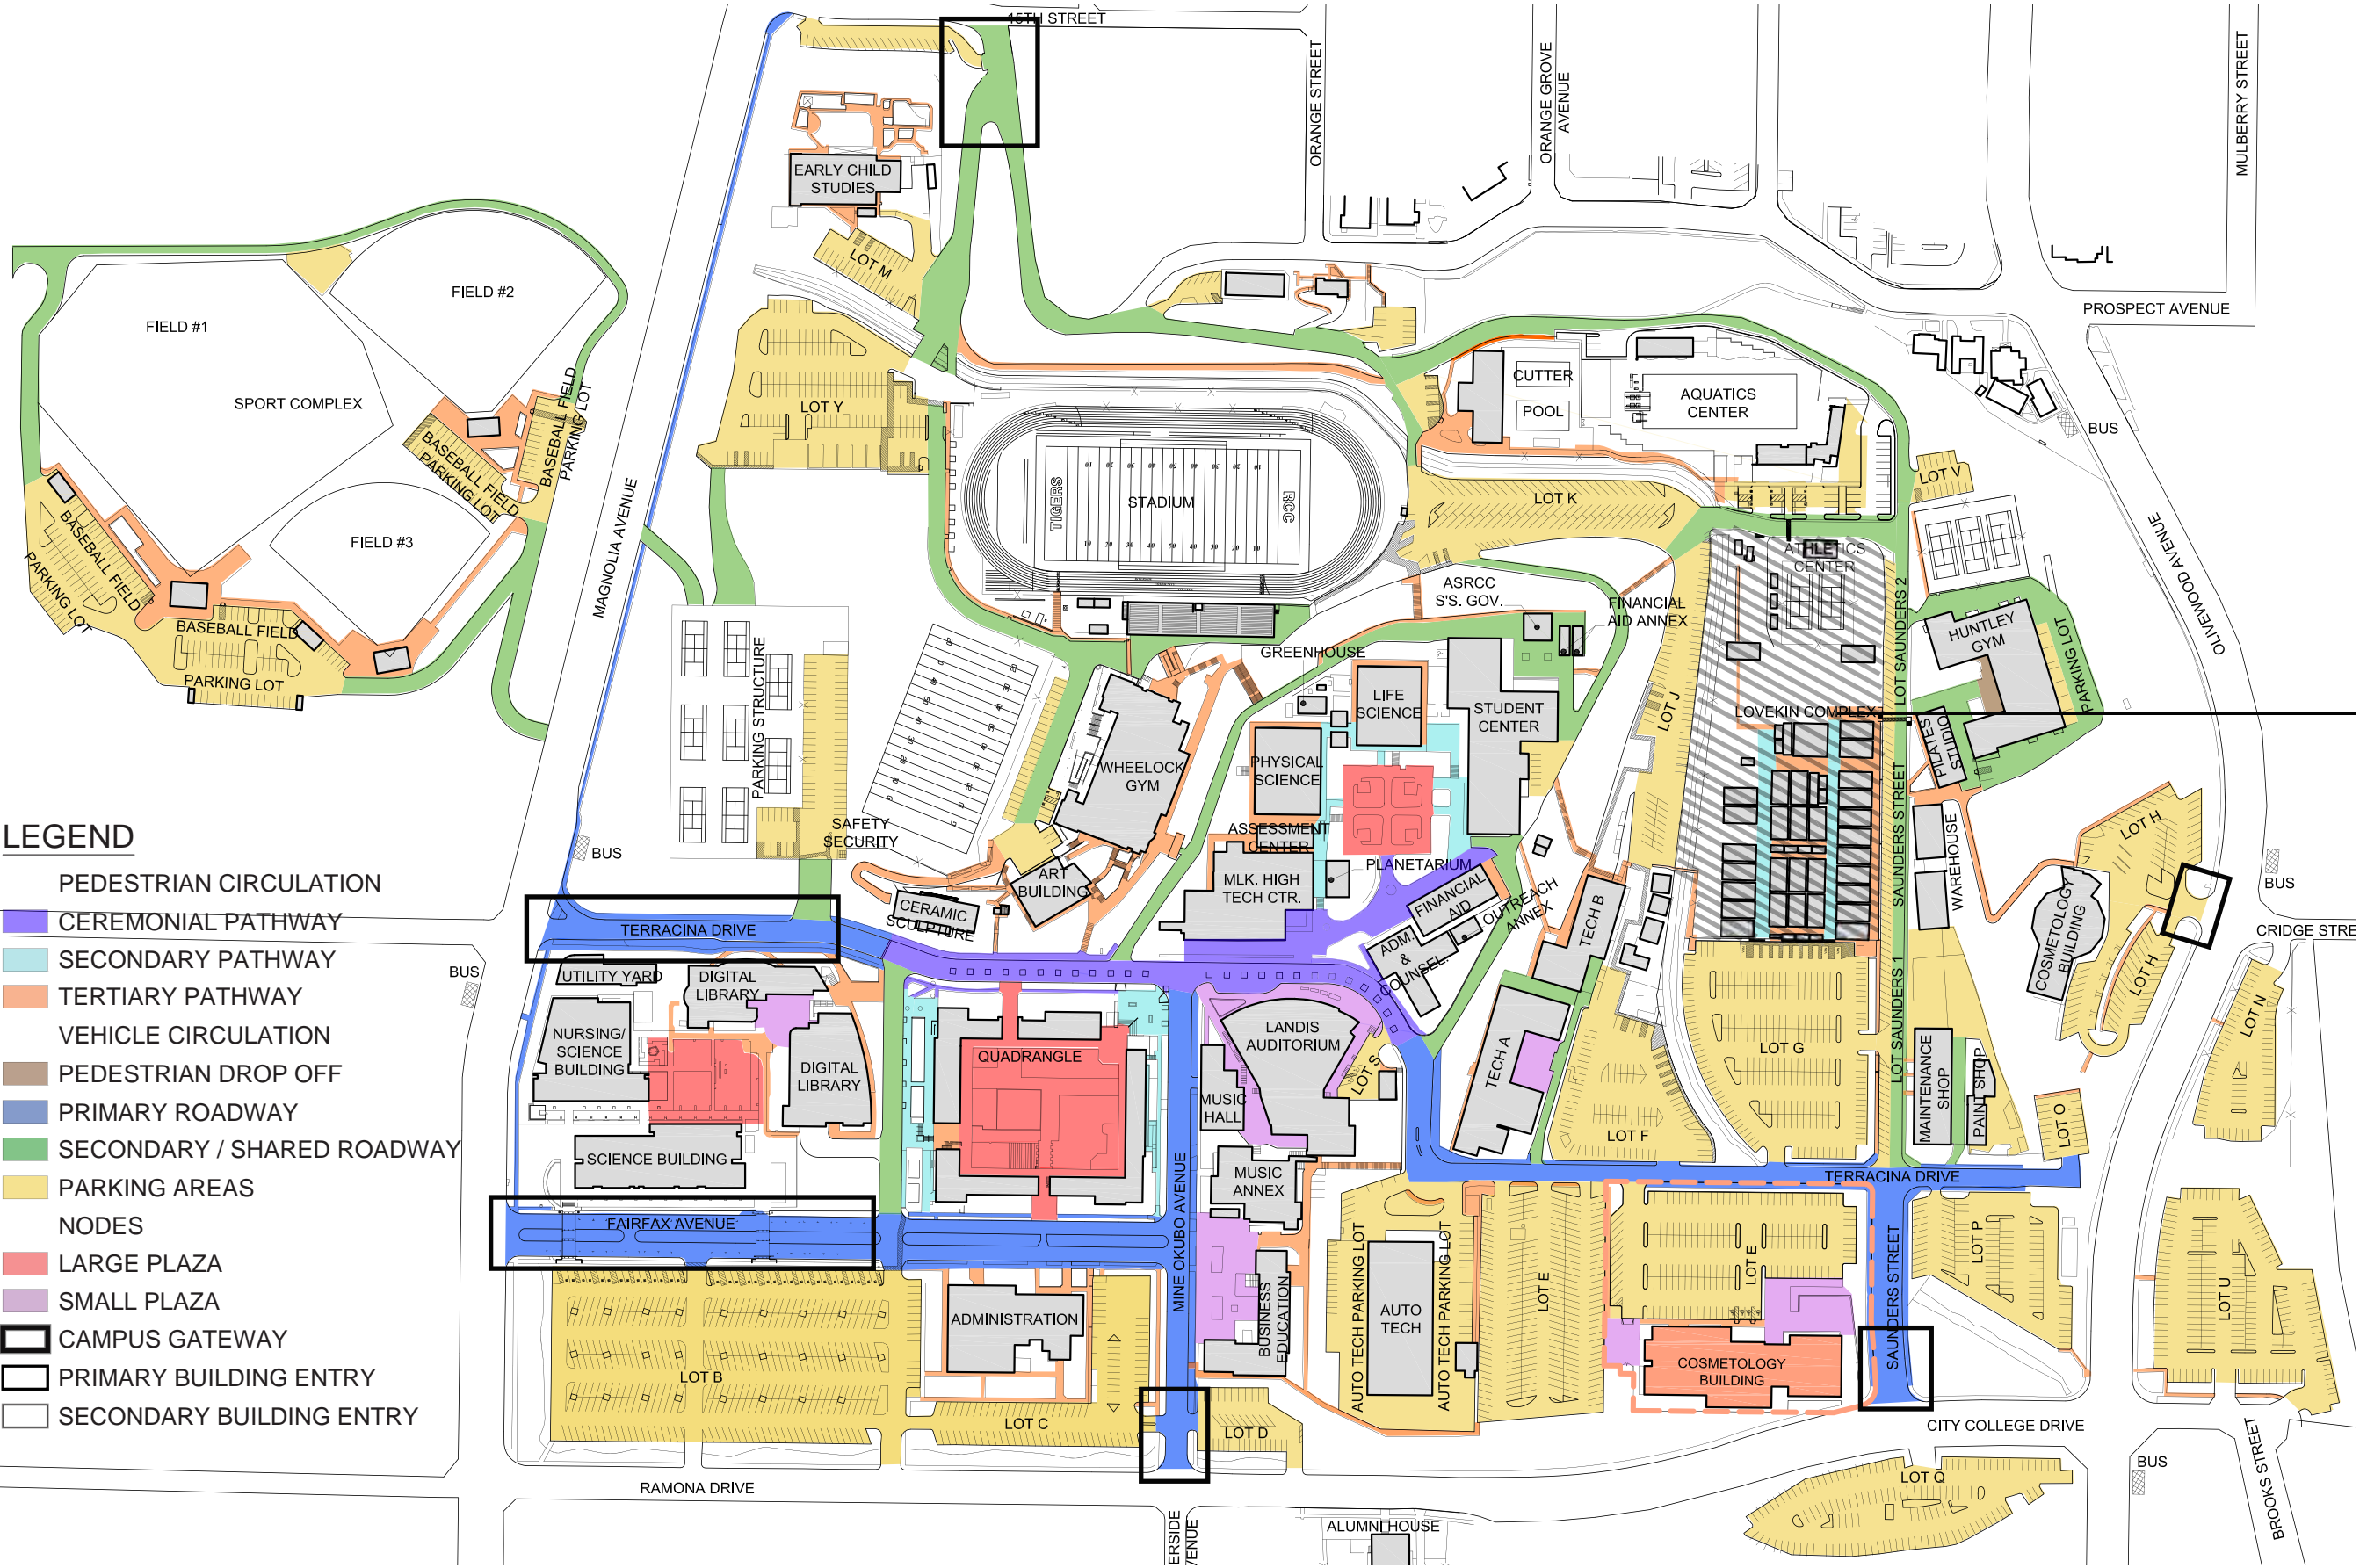 15TH STREET
ORANGE STREET
ORANGE GROVE
AVENUE
MULBERRY STREET
EARLY CHILD
STUDIES
LOT M
FIELD #2
FIELD #1
PROSPECT AVENUE
SPORT COMPLEX
BASEBALL FIELD
PARKING LOT
BASEBALL FIELD
PARKING LOT
LOT Y
CUTTER
POOL
AQUATICS
CENTER
BUS
LOT V
LOT K
STADIUM
TIGERS
RCC
FIELD #3
MAGNOLIA AVENUE
OLIVEWOOD AVENUE
BASEBALL FIELD
PARKING LOT
BASEBALL FIELD
PARKING LOT
ATHLETICS
CENTER
ASRCC
S'S. GOV.
FINANCIAL
AID ANNEX
LOT SAUNDERS 2
HUNTLEY
GYM
PARKING LOT
GREENHOUSE
LIFE
SCIENCE
STUDENT
CENTER
LOT J
LOVEKIN COMPLEX
PILATES
STUDIO
PARKING STRUCTURE
WHEELOCK
GYM
PHYSICAL
SCIENCE
SAUNDERS STREET
WAREHOUSE
LOT H
SAFETY
SECURITY
ASSESSMENT
CENTER
PLANETARIUM
MLK. HIGH
TECH CTR.
ART
BUILDING
CERAMIC
SCULPTURE
FINANCIAL
AID
OUTREACH
ANNEX
ADM.
&
COUNSEL.
TECH B
COSMETOLOGY
BUILDING
LOT H
BUS
CRIDGE STRE
BUS
TERRACINA DRIVE
BUS
UTILITY YARD
DIGITAL
LIBRARY
NURSING/
SCIENCE
BUILDING
DIGITAL
LIBRARY
QUADRANGLE
LANDIS
AUDITORIUM
LOT S
TECH A
LOT G
LOT SAUNDERS 1
MAINTENANCE
SHOP
PAINT SHOP
LOT N
LOT O
MUSIC
HALL
LOT F
SCIENCE BUILDING
MUSIC
ANNEX
TERRACINA DRIVE
FAIRFAX AVENUE
MINE OKUBO AVENUE
ADMINISTRATION
BUSINESS
EDUCATION
AUTO TECH PARKING LOT
AUTO
TECH
AUTO TECH PARKING LOT
LOT E
LOT E
SAUNDERS STREET
LOT P
LOT U
COSMETOLOGY
BUILDING
LOT B
LOT C
LOT D
CITY COLLEGE DRIVE
BUS
BROOKS STREET
LOT Q
RAMONA DRIVE
ERSIDE
VENUE
ALUMNI HOUSE
LEGEND
PEDESTRIAN CIRCULATION
CEREMONIAL PATHWAY
SECONDARY PATHWAY
TERTIARY PATHWAY
VEHICLE CIRCULATION
PEDESTRIAN DROP OFF
PRIMARY ROADWAY
SECONDARY / SHARED ROADWAY
PARKING AREAS
NODES
LARGE PLAZA
SMALL PLAZA
CAMPUS GATEWAY
PRIMARY BUILDING ENTRY
SECONDARY BUILDING ENTRY